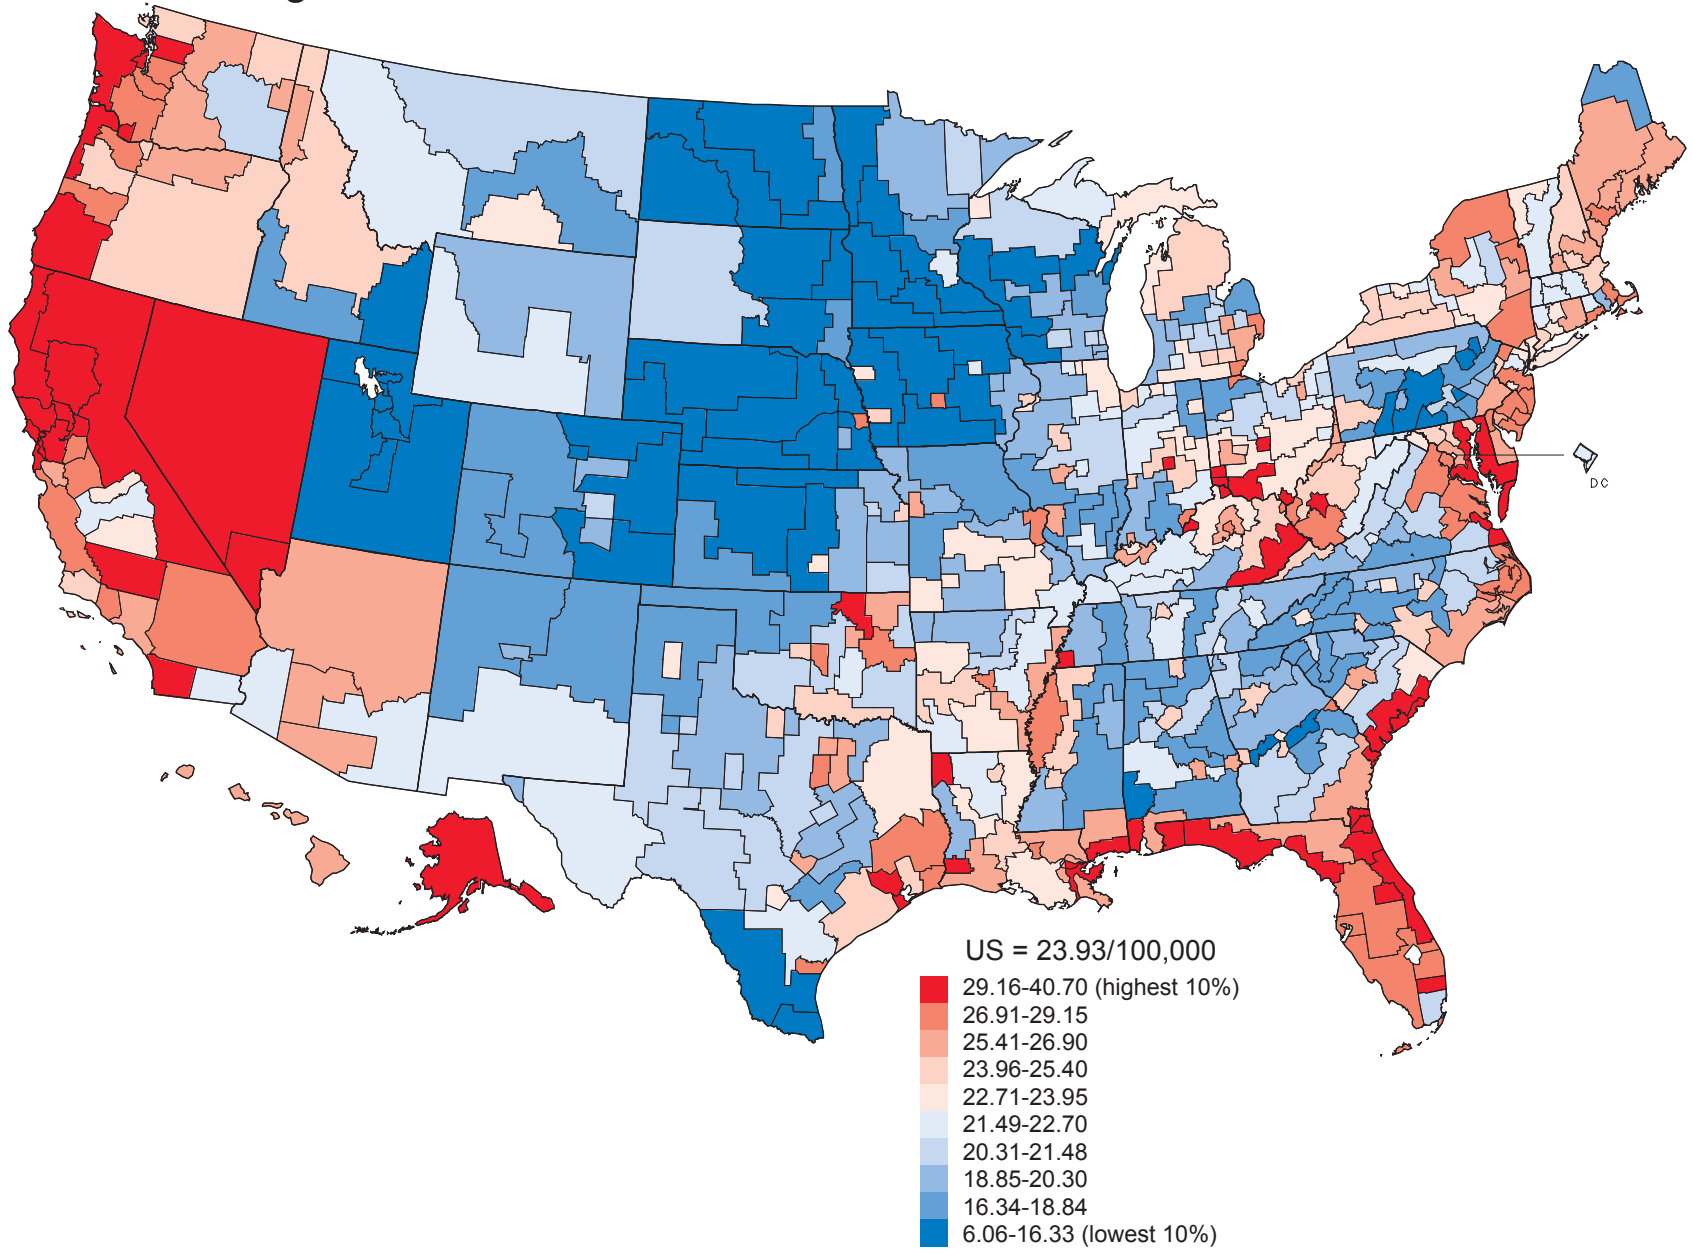 DC
US = 23.93/100,000
29.16-40.70 (highest 10%)
26.91-29.15
25.41-26.90
23.96-25.40
22.71-23.95
21.49-22.70
20.31-21.48
18.85-20.30
16.34-18.84
6.06-16.33 (lowest 10%)